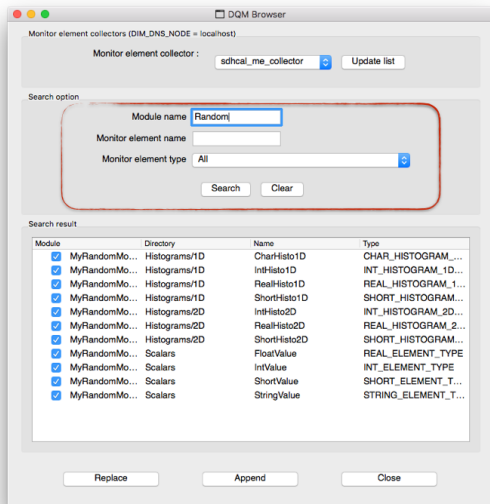 DQM Browser
Monitor element collectors (DIM_DNS_NODE = localhost)
Monitor element collector : sdhcal_me_collector Update list
Search option
Module name Random
Monitor element name
Monitor element type All
Search Clear
Search result
Module Directory Name Type
MyRandomMo... Histograms/1D CharHisto1D CHAR_HISTOGRAM_...
MyRandomMo... Histograms/1D IntHisto1D INT_HISTOGRAM_1D...
MyRandomMo... Histograms/1D RealHisto1D REAL_HISTOGRAM_1...
MyRandomMo... Histograms/1D ShortHisto1D SHORT_HISTOGRAM...
MyRandomMo... Histograms/2D IntHisto2D INT_HISTOGRAM_2D...
MyRandomMo... Histograms/2D RealHisto2D REAL_HISTOGRAM_2...
MyRandomMo... Histograms/2D ShortHisto2D SHORT_HISTOGRAM...
MyRandomMo... Scalars FloatValue REAL_ELEMENT_TYPE
MyRandomMo... Scalars IntValue INT_ELEMENT_TYPE
MyRandomMo... Scalars ShortValue SHORT_ELEMENT_T...
MyRandomMo... Scalars StringValue STRING_ELEMENT_T...
Replace Append Close